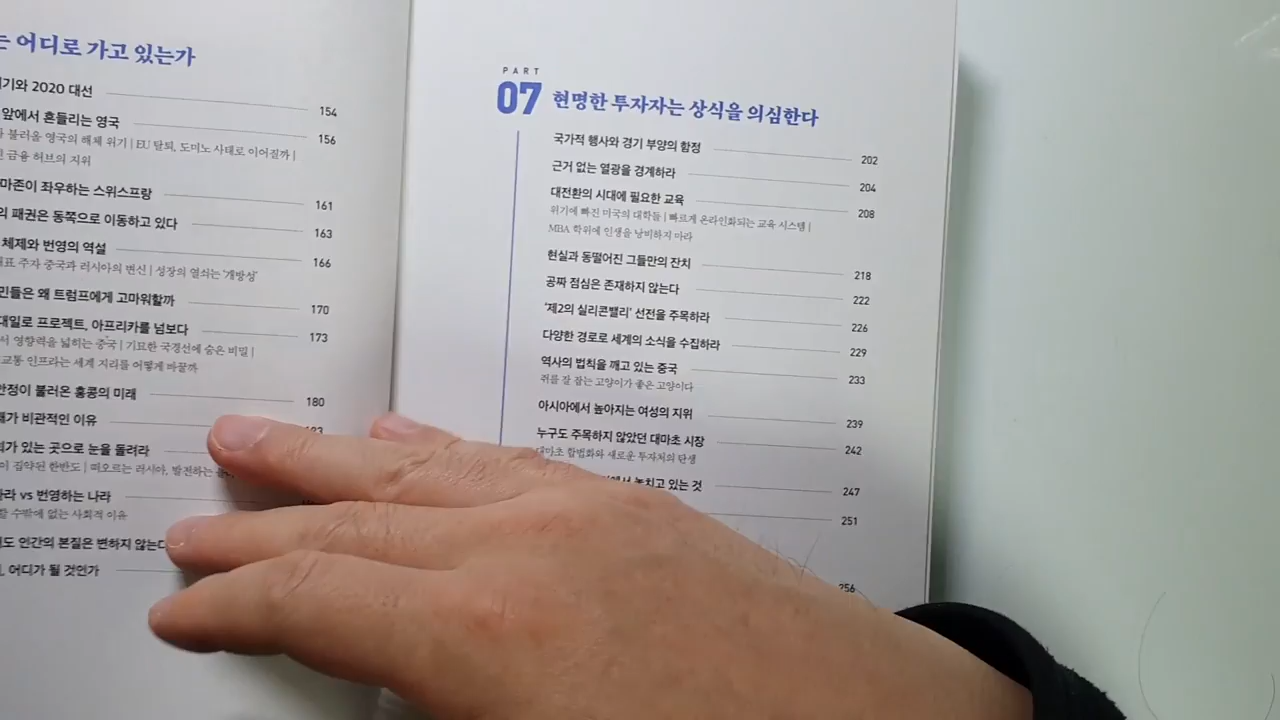 는 어디로 가고 있는가
기와 2020 대선 154
앞에서 흔들리는 영국 156
불러올 영국의 해체 위기 | EU 탈퇴, 도미노 사태로 이어질까 |
금융 허브의 지위
마존이 좌우하는 스위스프랑 161
의 패권은 동쪽으로 이동하고 있다 163
체제와 번영의 역설 166
표 주자 중국과 러시아의 변신 | 성장의 열쇠는 '개방성'
민들은 왜 트럼프에게 고마워할까 170
대일로 프로젝트, 아프리카를 넘보다 173
서 영향력을 넓히는 중국 | 기묘한 국경선에 숨은 비밀 |
교통 인프라는 세계 지리를 어떻게 바꿀까
안정이 불러온 홍콩의 미래 180
가 비관적인 이유
가 있는 곳으로 눈을 돌려라
이 집약된 한반도 | 떠오르는 러시아, 발전하는
라 vs 번영하는 나라
할 수밖에 없는 사회적 이유
도 인간의 본질은 변하지 않는다
, 어디가 될 것인가
PART
07 현명한 투자자는 상식을 의심한다
국가적 행사와 경기 부양의 함정 202
근거 없는 열광을 경계하라 204
대전환의 시대에 필요한 교육 208
위기에 빠진 미국의 대학들 | 빠르게 온라인화되는 교육 시스템 |
MBA 학위에 인생을 낭비하지 마라
현실과 동떨어진 그들만의 잔치 218
공짜 점심은 존재하지 않는다 222
'제2의 실리콘밸리' 선전을 주목하라 226
다양한 경로로 세계의 소식을 수집하라 229
역사의 법칙을 깨고 있는 중국 233
쥐를 잘 잡는 고양이가 좋은 고양이다
아시아에서 높아지는 여성의 지위 239
누구도 주목하지 않았던 대마초 시장 242
대마초 합법화와 새로운 투자처의 탄생
놓치고 있는 것 247
251
256